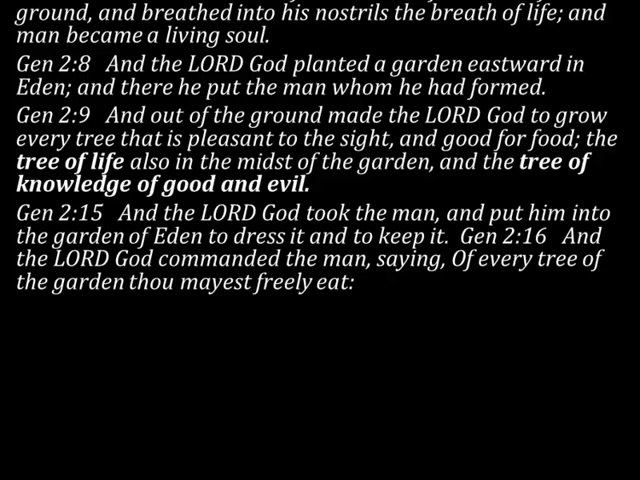 ground, and breathed into his nostrils the breath of life; and
man became a living soul.
Gen 2:8 And the LORD God planted a garden eastward in
Eden; and there he put the man whom he had formed.
Gen 2:9 And out of the ground made the LORD God to grow
every tree that is pleasant to the sight, and good for food; the
tree of life also in the midst of the garden, and the tree of
knowledge of good and evil.
Gen 2:15 And the LORD God took the man, and put him into
the garden of Eden to dress it and to keep it. Gen 2:16 And
the LORD God commanded the man, saying, Of every tree of
the garden thou mayest freely eat: